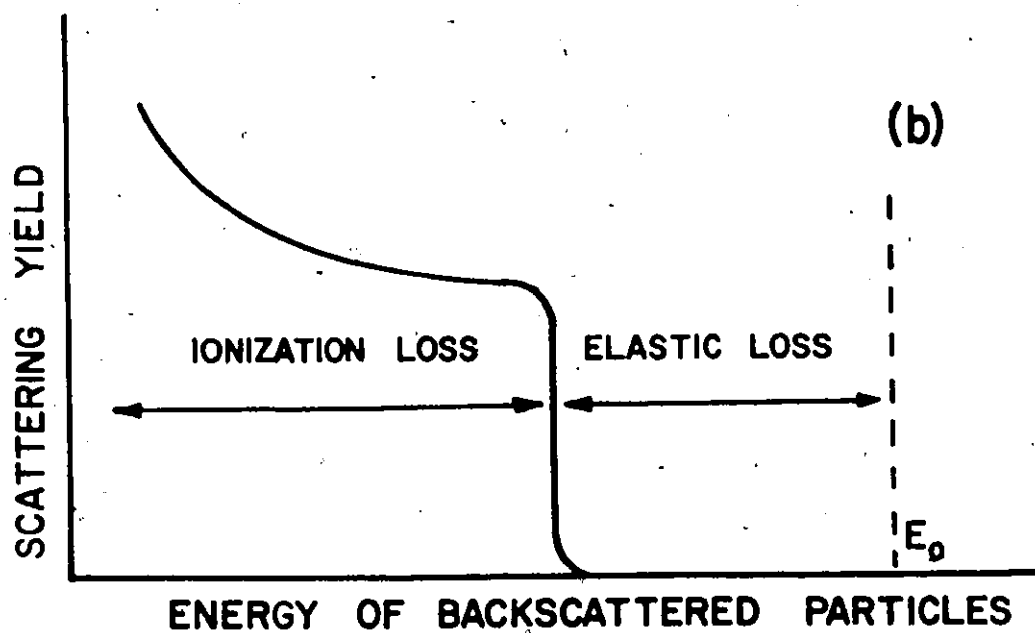 (b)
SCATTERING YIELD
IONIZATION LOSS
ELASTIC LOSS
E₀
ENERGY OF BACKSCATTERED PARTICLES